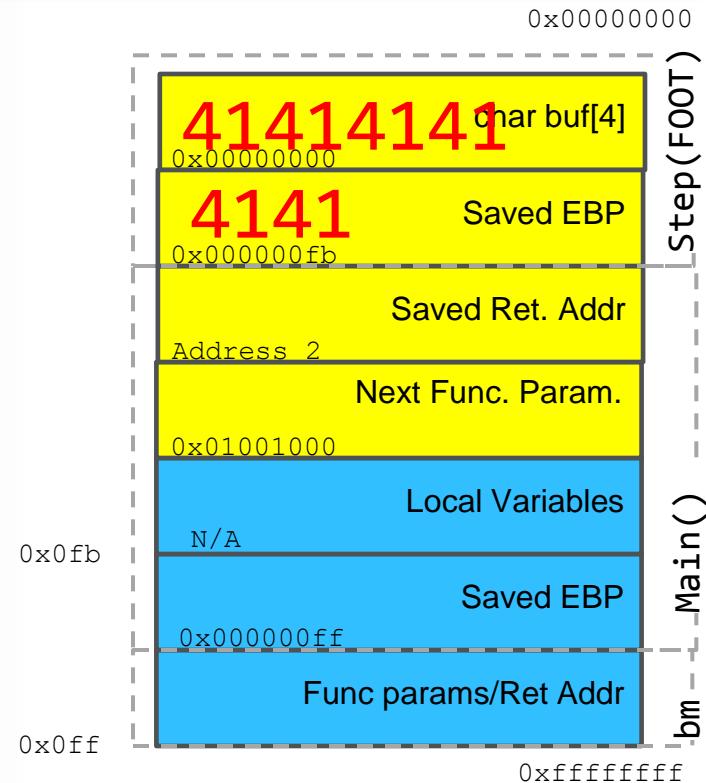 0x00000000
41414141
char buf[4]
0x00000000
4141
Saved EBP
0x000000fb
Step(FOOT)
Saved Ret. Addr
Address 2
Next Func. Param.
0x01001000
Local Variables
N/A
0x0fb
Saved EBP
0x000000ff
Main()
Func params/Ret Addr
bm
0x0ff
0xffffffff